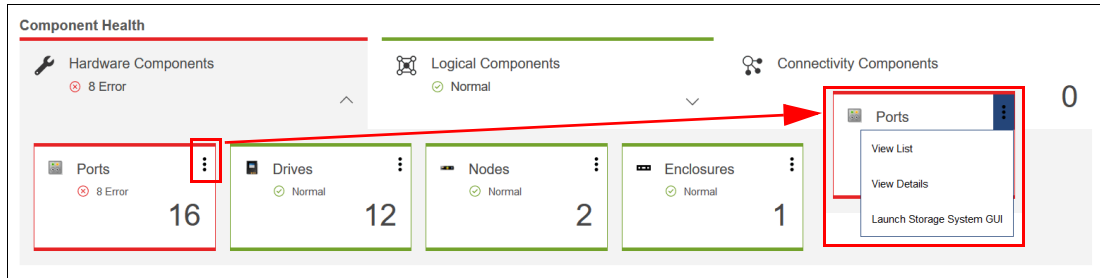 Component Health
Hardware Components
8 Error
Logical Components
Normal
Connectivity Components
0
Ports
8 Error
16
Drives
Normal
12
Nodes
Normal
2
Enclosures
Normal
1
Ports
View List
View Details
Launch Storage System GUI